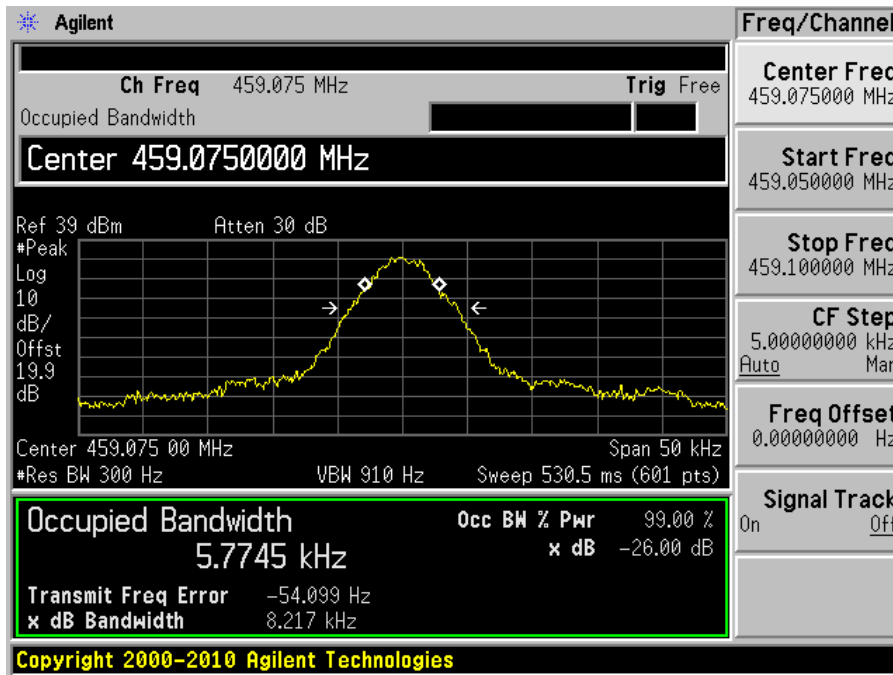 Agilent
Freq/Channel
Ch Freq 459.075 MHz Trig Free
Occupied Bandwidth
Center 459.0750000 MHz
Ref 39 dBm Atten 30 dB
#Peak
Log
10
dB/
Offst
19.9
dB
Center 459.075 00 MHz Span 50 kHz
#Res BW 300 Hz VBW 910 Hz Sweep 530.5 ms (601 pts)
Occupied Bandwidth Occ BW % Pwr 99.00 %
5.7745 kHz x dB -26.00 dB
Transmit Freq Error -54.099 Hz
x dB Bandwidth 8.217 kHz
Copyright 2000-2010 Agilent Technologies
Center Freq
459.075000 MHz
Start Freq
459.050000 MHz
Stop Freq
459.100000 MHz
CF Step
5.00000000 kHz
Auto Man
Freq Offset
0.00000000 Hz
Signal Track
On Off